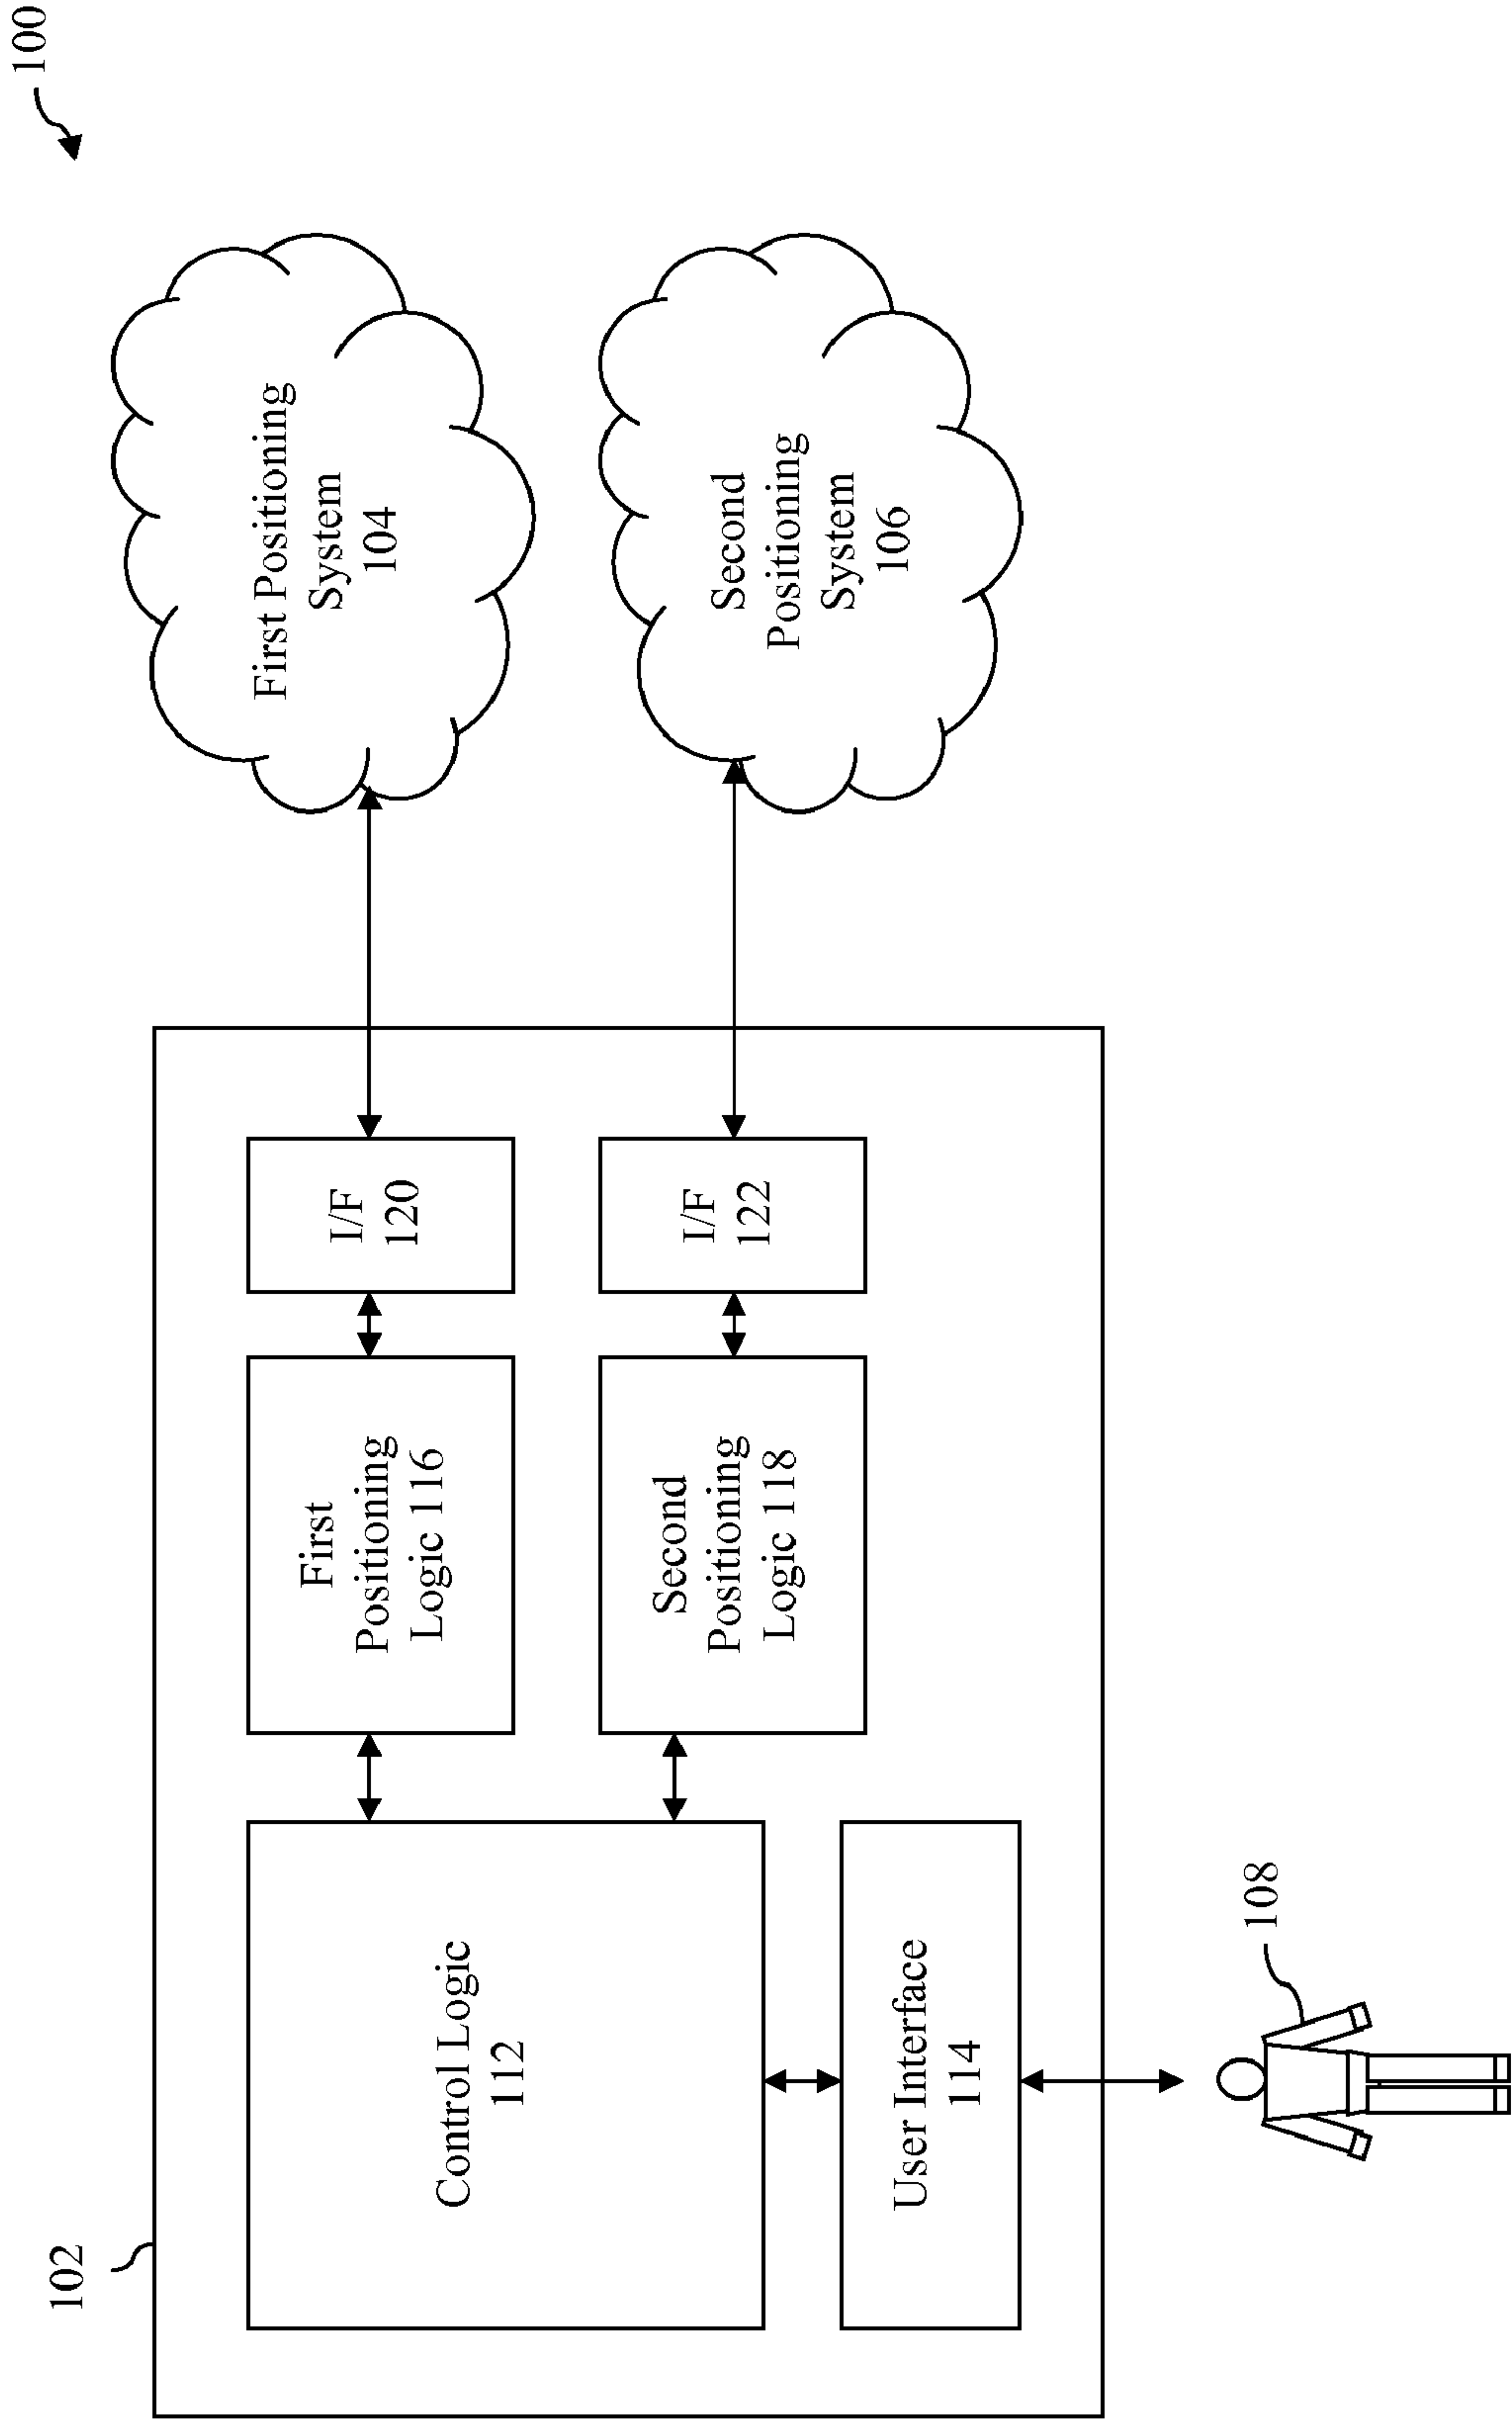 100
102
Control Logic
112
First
Positioning
Logic 116
I/F
120
First Positioning
System
104
Second
Positioning
Logic 118
I/F
122
Second
Positioning
System
106
User Interface
114
108